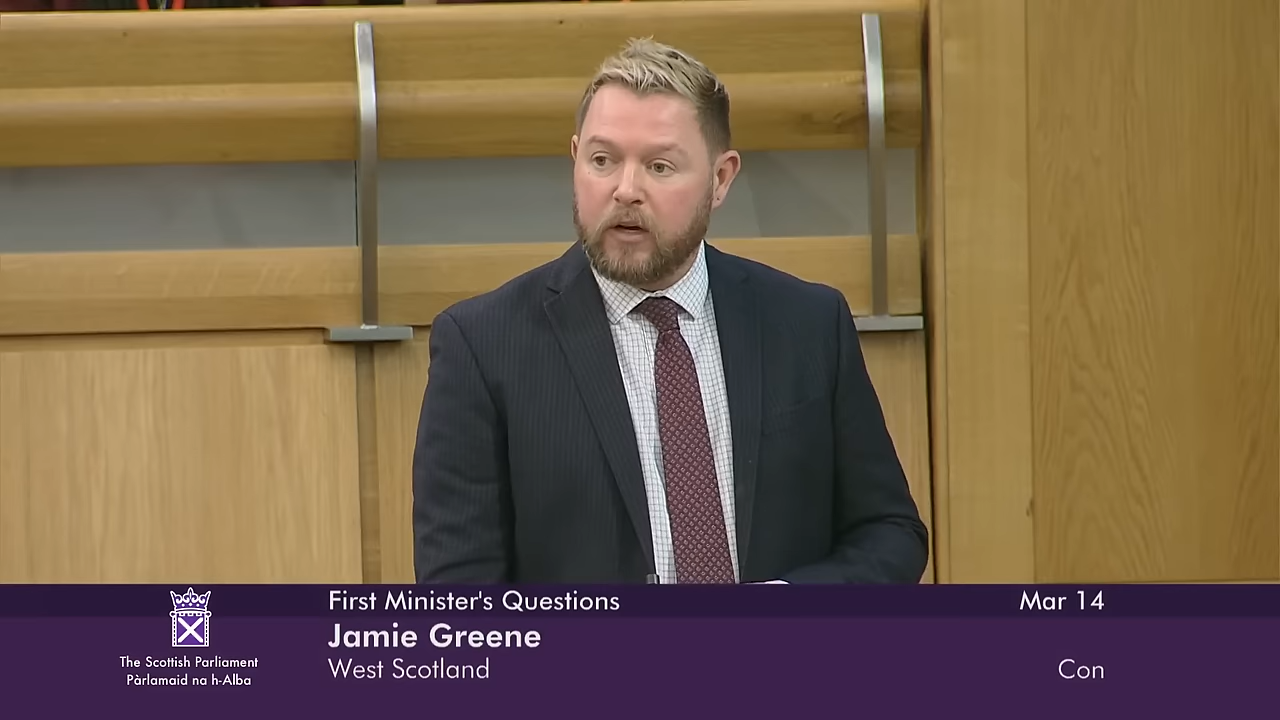 First Minister's Questions
Mar 14
Jamie Greene
West Scotland
Con
The Scottish Parliament
Pàrlamaid na h-Alba